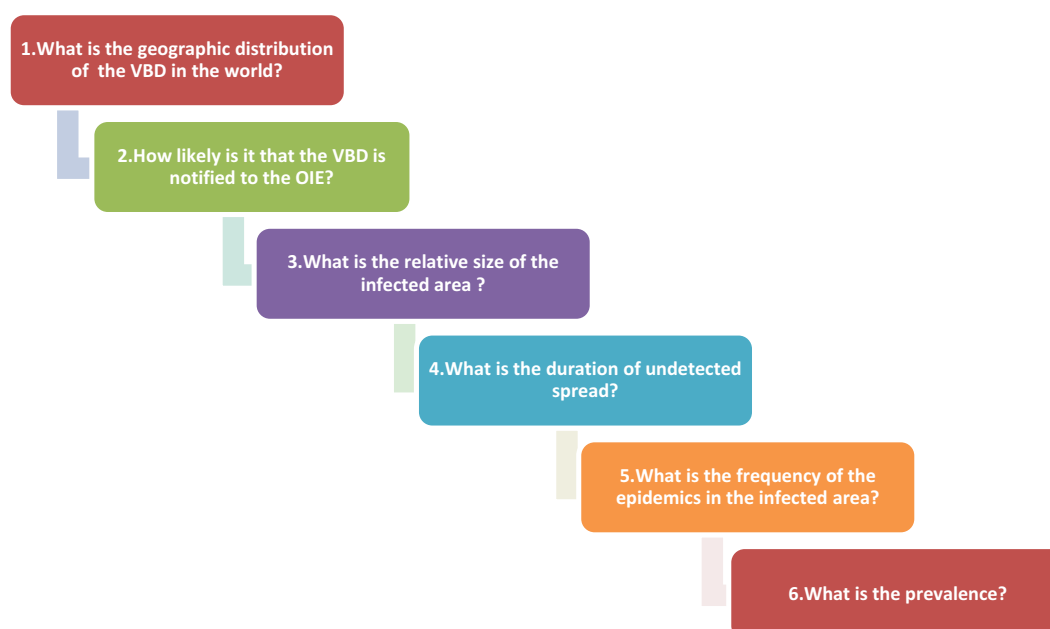 1.What is the geographic distribution
of  the VBD in the world?
2.How likely is it that the VBD is
notified to the OIE?
3.What is the relative size of the
infected area ?
4.What is the duration of undetected
spread?
5.What is the frequency of the
epidemics in the infected area?
6.What is the prevalence?